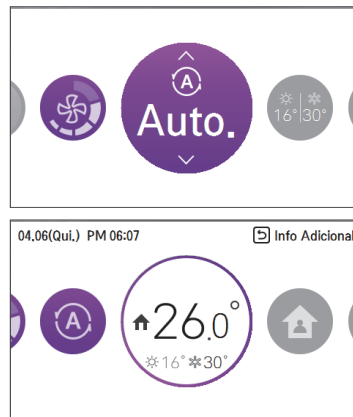 A
Auto.
16° 30°
04.06(Qui.) PM 06:07
Info Adicional
A
26.0°
16° 30°